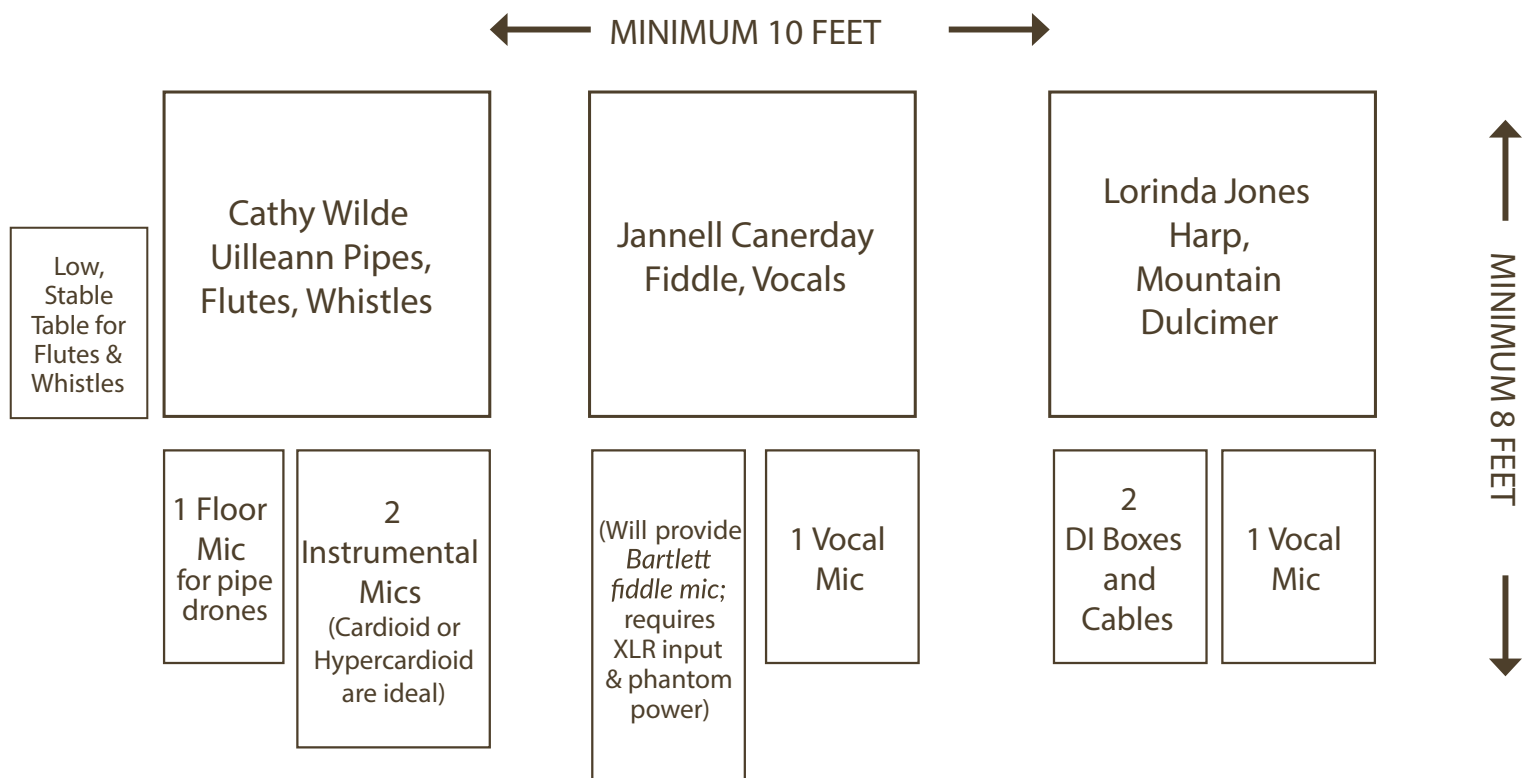 MINIMUM 10 FEET
Cathy Wilde
Uilleann Pipes,
Flutes, Whistles
Jannell Canerday
Fiddle, Vocals
Lorinda Jones
Harp,
Mountain
Dulcimer
MINIMUM 8 FEET
Low,
Stable
Table for
Flutes &
Whistles
1 Floor
Mic
for pipe
drones
2
Instrumental
Mics
(Cardioid or
Hypercardioid
are ideal)
(Will provide
Bartlett
fiddle mic;
requires
XLR input
& phantom
power)
1 Vocal
Mic
2
DI Boxes
and
Cables
1 Vocal
Mic